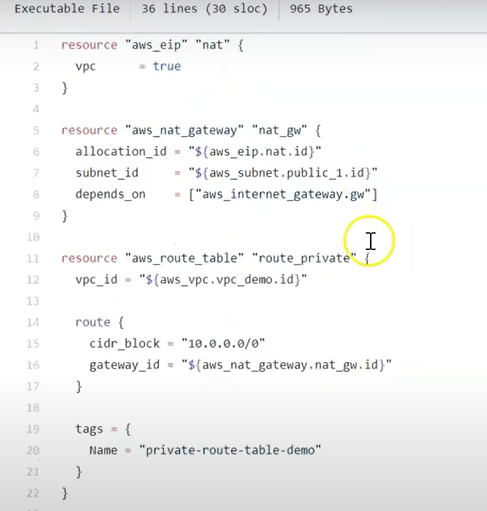 Executable File 36 lines (30 sloc) 965 Bytes
1 resource "aws_eip" "nat" {
2   vpc      = true
3 }
4
5 resource "aws_nat_gateway" "nat_gw" {
6   allocation_id = "${aws_eip.nat.id}"
7   subnet_id     = "${aws_subnet.public_1.id}"
8   depends_on    = ["aws_internet_gateway.gw"]
9 }
10
11 resource "aws_route_table" "route_private" {
12   vpc_id = "${aws_vpc.vpc_demo.id}"
13
14   route {
15     cidr_block = "10.0.0.0/0"
16     gateway_id = "${aws_nat_gateway.nat_gw.id}"
17   }
18
19   tags = {
20     Name = "private-route-table-demo"
21   }
22 }